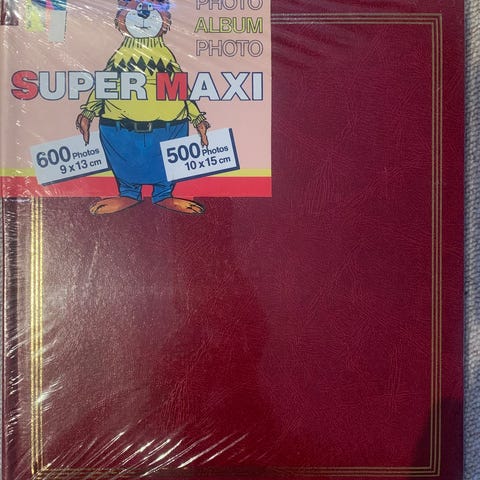 PHOTO
ALBUM
PHOTO
SUPER MAXI
600 Photos
9 x 13 cm
500 Photos
10 x 15 cm